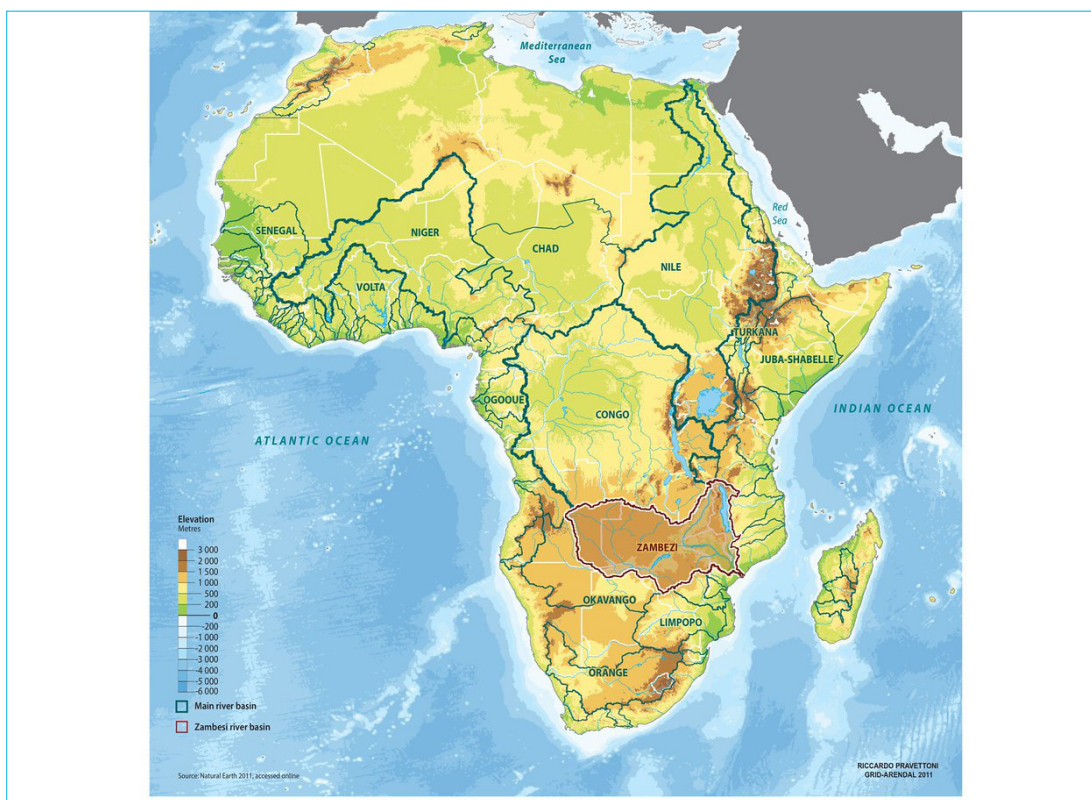 Mediterranean
Sea
Red
Sea
SENEGAL
NIGER
CHAD
NILE
VOLTA
TURKANA
JUBA-SHABELLE
OGOOUE
CONGO
INDIAN OCEAN
ATLANTIC OCEAN
ZAMBEZI
OKAVANGO
LIMPOPO
ORANGE
Elevation
Metres
3 000
2 000
1 500
1 000
500
200
0
-200
-1 000
-2 000
-3 000
-4 000
-5 000
-6 000
Main river basin
Zambesi river basin
Source: Natural Earth 2011, accessed online
RICCARDO PRAVETTONI
GRID-ARENDAL 2011